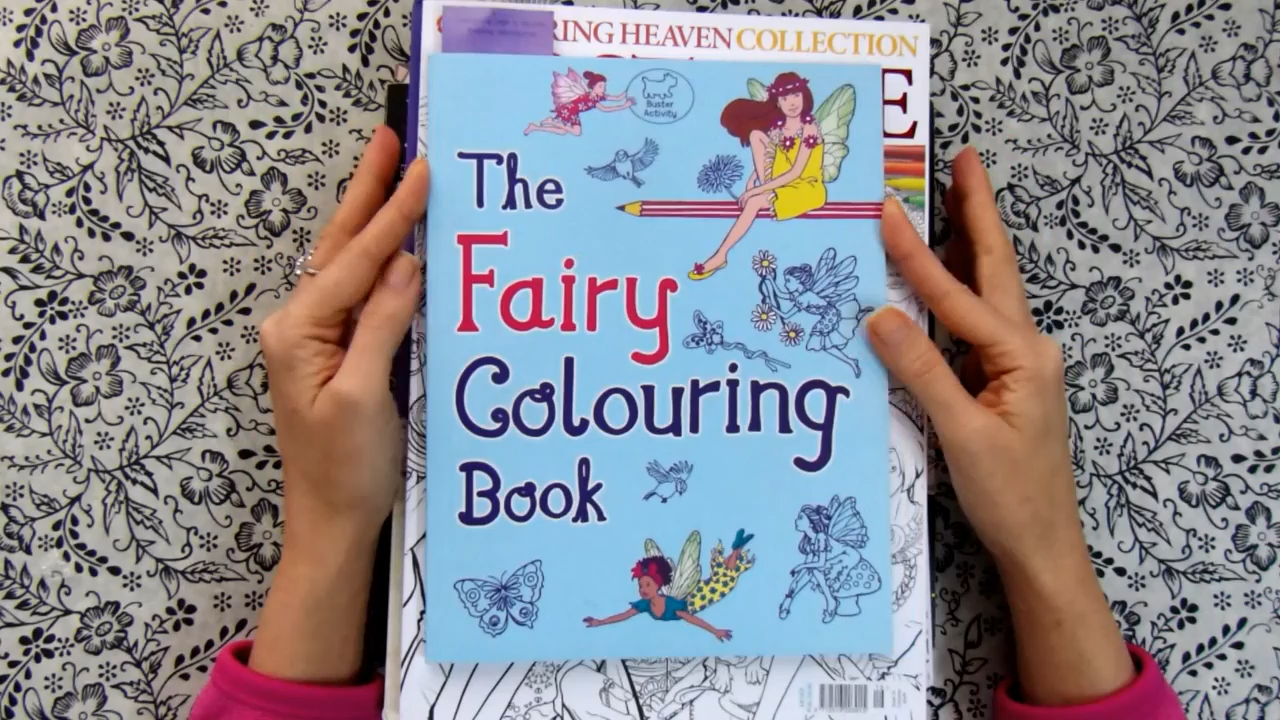 RING HEAVEN COLLECTION
E
Buster
Activity
The
Fairy
Colouring
Book